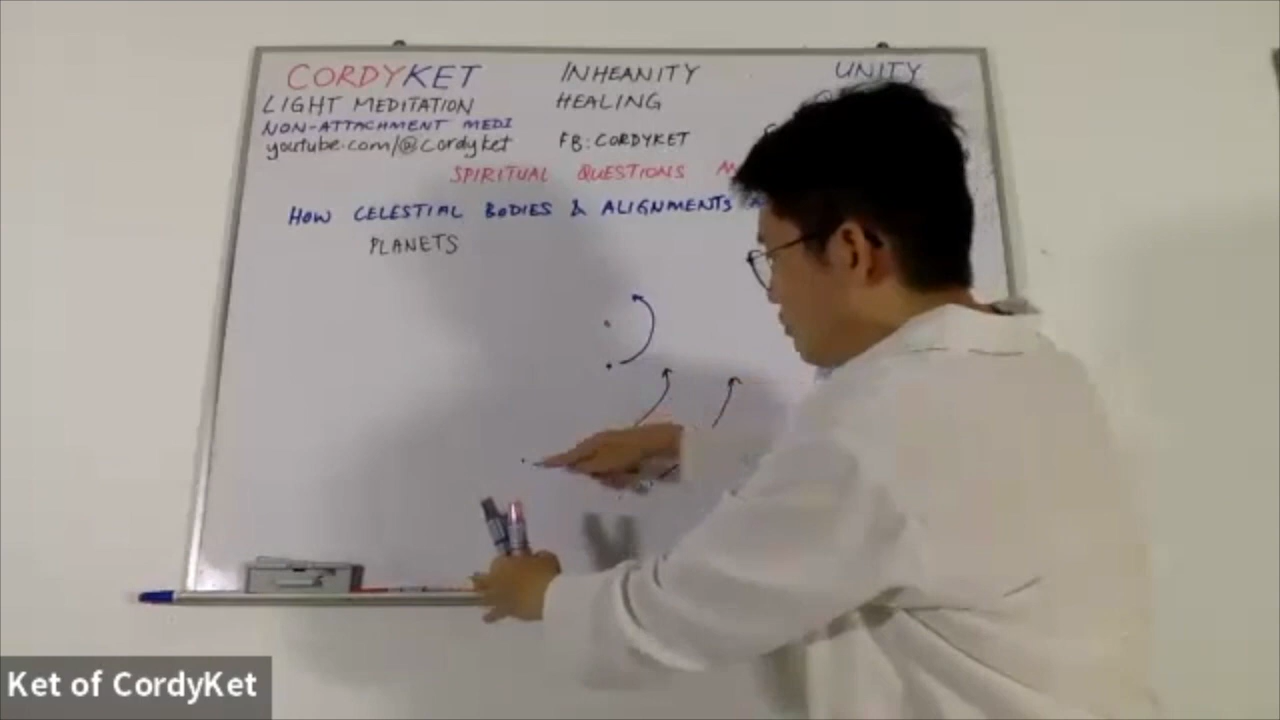 CORDYKET INHEANITY UNITY
LIGHT MEDITATION HEALING
NON-ATTACHMENT MEDI
youtube.com/@Cordyket FB: CORDYKET
SPIRITUAL QUESTIONS
HOW CELESTIAL BODIES & ALIGNMENTS
PLANETS
Ket of CordyKet